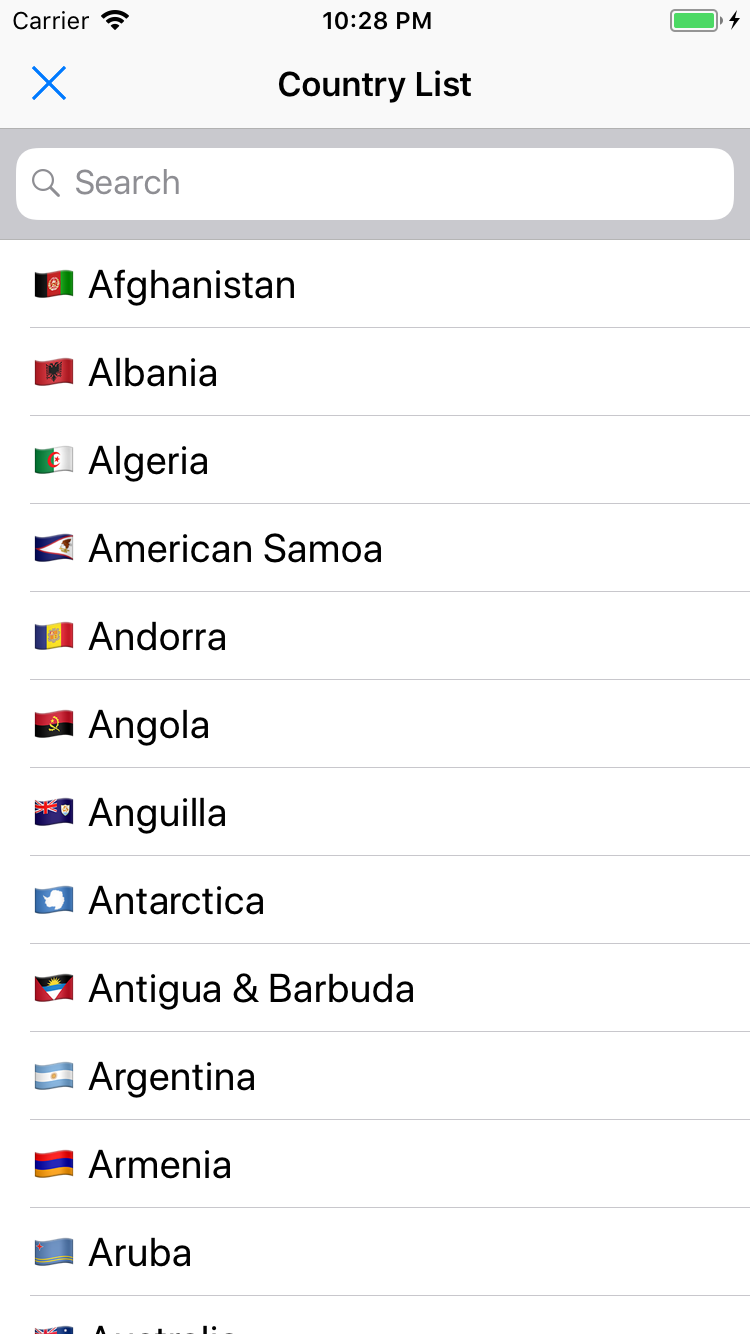 Carrier 10:28 PM
Country List
Search
Afghanistan
Albania
Algeria
American Samoa
Andorra
Angola
Anguilla
Antarctica
Antigua & Barbuda
Argentina
Armenia
Aruba
Australia